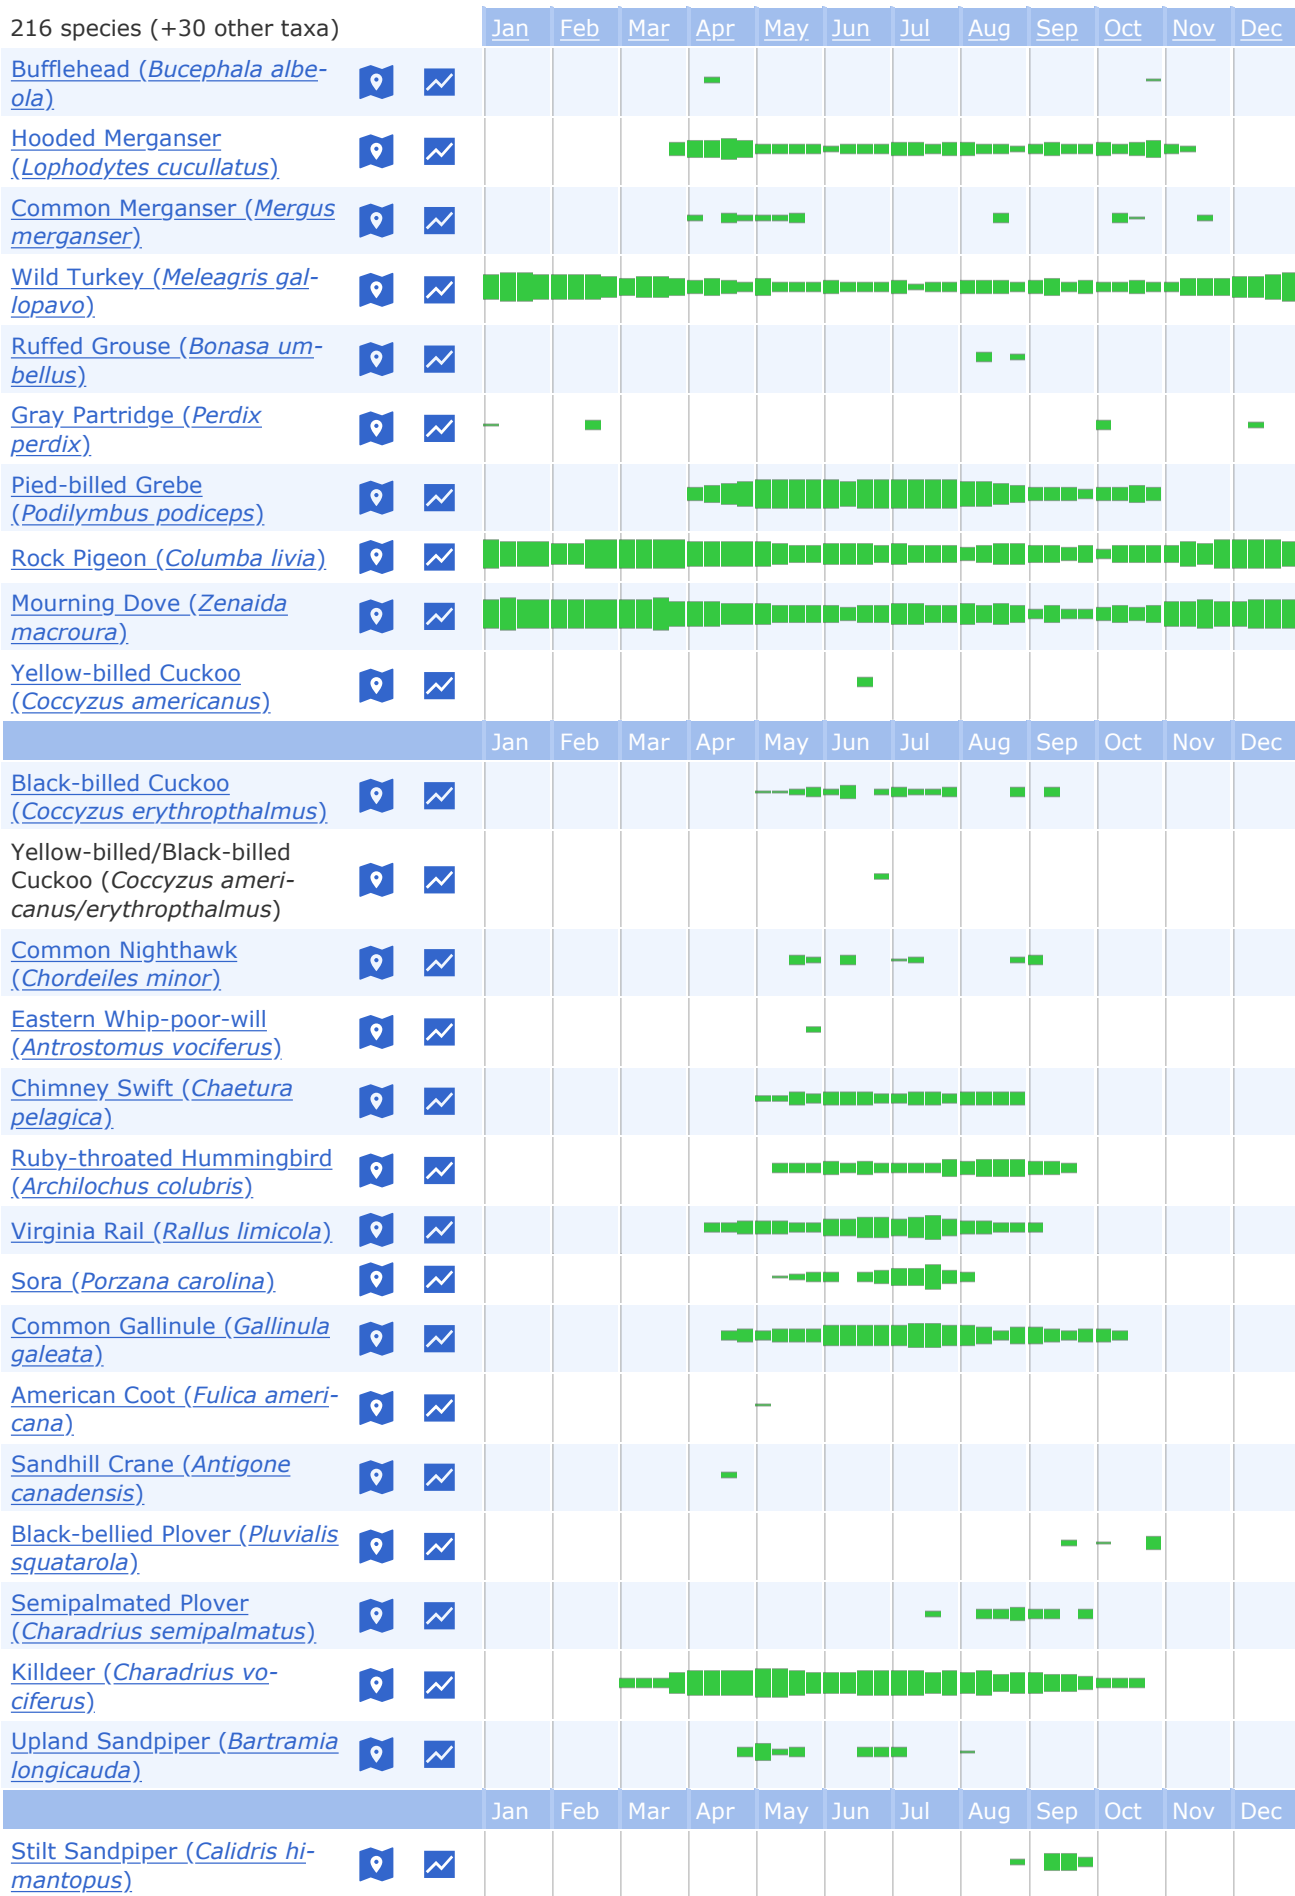 216 species (+30 other taxa) Jan Feb Mar Apr May Jun Jul Aug Sep Oct Nov Dec
Bufflehead (Bucephala albe-
ola)
Hooded Merganser
(Lophodytes cucullatus)
Common Merganser (Mergus
merganser)
Wild Turkey (Meleagris gal-
lopavo)
Ruffed Grouse (Bonasa um-
bellus)
Gray Partridge (Perdix
perdix)
Pied-billed Grebe
(Podilymbus podiceps)
Rock Pigeon (Columba livia)
Mourning Dove (Zenaida
macroura)
Yellow-billed Cuckoo
(Coccyzus americanus)
Jan Feb Mar Apr May Jun Jul Aug Sep Oct Nov Dec
Black-billed Cuckoo
(Coccyzus erythropthalmus)
Yellow-billed/Black-billed
Cuckoo (Coccyzus ameri-
canus/erythropthalmus)
Common Nighthawk
(Chordeiles minor)
Eastern Whip-poor-will
(Antrostomus vociferus)
Chimney Swift (Chaetura
pelagica)
Ruby-throated Hummingbird
(Archilochus colubris)
Virginia Rail (Rallus limicola)
Sora (Porzana carolina)
Common Gallinule (Gallinula
galeata)
American Coot (Fulica ameri-
cana)
Sandhill Crane (Antigone
canadensis)
Black-bellied Plover (Pluvialis
squatarola)
Semipalmated Plover
(Charadrius semipalmatus)
Killdeer (Charadrius vo-
ciferus)
Upland Sandpiper (Bartramia
longicauda)
Jan Feb Mar Apr May Jun Jul Aug Sep Oct Nov Dec
Stilt Sandpiper (Calidris hi-
mantopus)